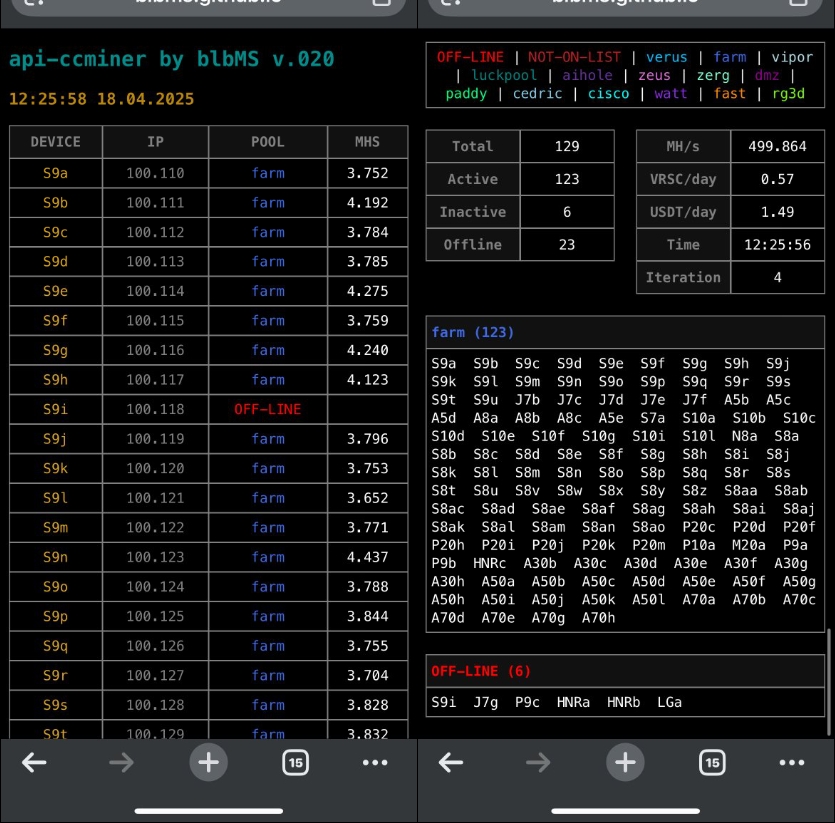 api-ccminer by blbMS v.020
12:25:58 18.04.2025
DEVICE IP POOL MHS
S9a 100.110 farm 3.752
S9b 100.111 farm 4.192
S9c 100.112 farm 3.784
S9d 100.113 farm 3.785
S9e 100.114 farm 4.275
S9f 100.115 farm 3.759
S9g 100.116 farm 4.240
S9h 100.117 farm 4.123
S9i 100.118 OFF-LINE
S9j 100.119 farm 3.796
S9k 100.120 farm 3.753
S9l 100.121 farm 3.652
S9m 100.122 farm 3.771
S9n 100.123 farm 4.437
S9o 100.124 farm 3.788
S9p 100.125 farm 3.844
S9q 100.126 farm 3.755
S9r 100.127 farm 3.704
S9s 100.128 farm 3.828
S9t 100.129 farm 3.832
15
OFF-LINE | NOT-ON-LIST | verus | farm | vipor
| luckpool | aihole | zeus | zerg | dmz |
paddy | cedric | cisco | watt | fast | rg3d
Total 129
Active 123
Inactive 6
Offline 23
MH/s 499.864
VRSC/day 0.57
USDT/day 1.49
Time 12:25:56
Iteration 4
farm (123)
S9a S9b S9c S9d S9e S9f S9g S9h S9j
S9k S9l S9m S9n S9o S9p S9q S9r S9s
S9t S9u J7b J7c J7d J7e J7f A5b A5c
A5d A8a A8b A8c A5e S7a S10a S10b S10c
S10d S10e S10f S10g S10i S10l N8a S8a
S8b S8c S8d S8e S8f S8g S8h S8i S8j
S8k S8l S8m S8n S8o S8p S8q S8r S8s
S8t S8u S8v S8w S8x S8y S8z S8aa S8ab
S8ac S8ad S8ae S8af S8ag S8ah S8ai S8aj
S8ak S8al S8am S8an S8ao P20c P20d P20f
P20h P20i P20j P20k P20m P10a M20a P9a
P9b HNRc A30b A30c A30d A30e A30f A30g
A30h A50a A50b A50c A50d A50e A50f A50g
A50h A50i A50j A50k A50l A70a A70b A70c
A70d A70e A70g A70h
OFF-LINE (6)
S9i J7g P9c HNRa HNRb LGa
15